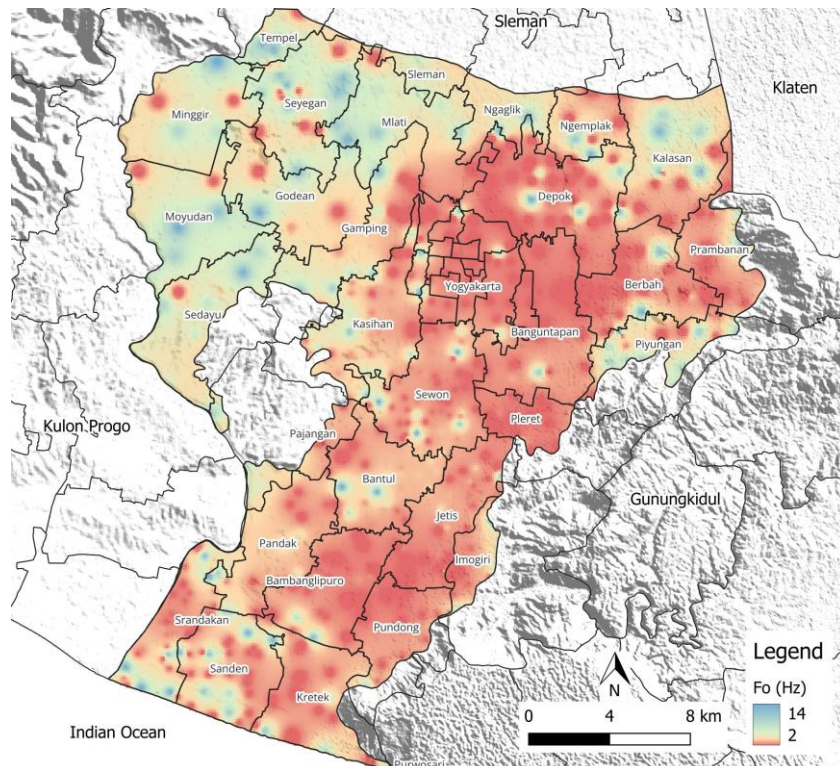 Sleman
Tempel
Klaten
Sleman
Minggir
Seyegan
Ngaglik
Mlati
Ngemplak
Kalasan
Godean
Depok
Moyudan
Gamping
Prambanan
Yogyakarta
Berbah
Sedayu
Kasihan
Banguntapan
Piyungan
Sewon
Pleret
Kulon Progo
Pajangan
Bantul
Gunungkidul
Jetis
Pandak
Imogiri
Bambanglipuro
Srandakan
Pundong
Sanden
Kretek
Indian Ocean
Purwosari
N
0 4 8 km
Legend
Fo (Hz)
14
2